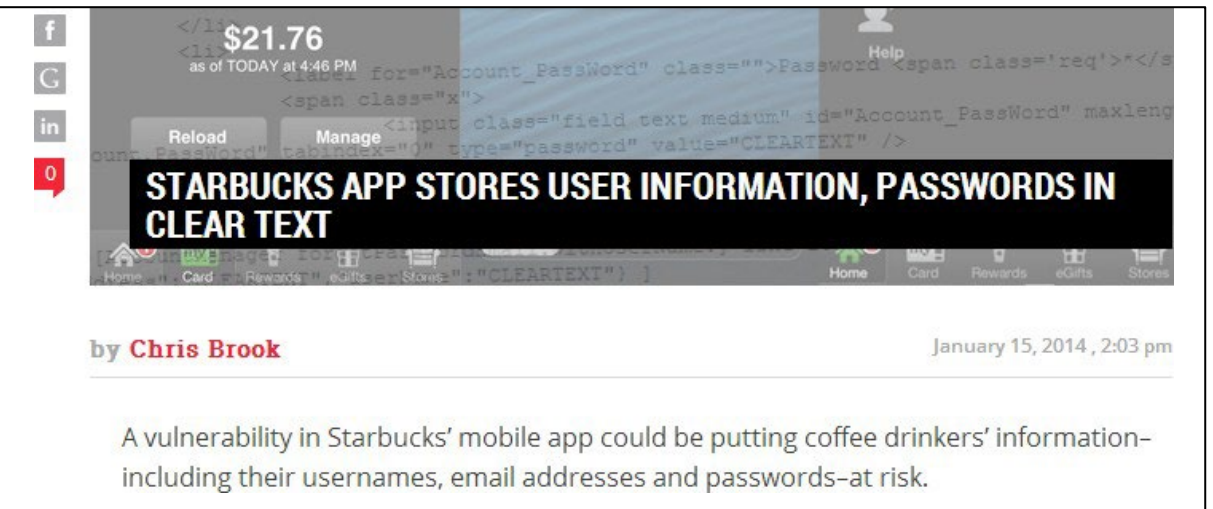 f
G
in
0
</li>
<li>
$21.76
as of TODAY at 4:46 PM
Help
<label for="Account_PassWord" class="">Password <span class='req'>*</s
<span class="x">
<input class="field text medium" id="Account_PassWord" maxleng
Reload
Manage
ount.PassWord" tabindex="0" type="password" value="CLEARTEXT" />
STARBUCKS APP STORES USER INFORMATION, PASSWORDS IN
CLEAR TEXT
Home Card Rewards eGifts Stores
":"CLEARTEXT"} ]
Home Card Rewards eGifts Stores
by Chris Brook
January 15, 2014 , 2:03 pm
A vulnerability in Starbucks’ mobile app could be putting coffee drinkers’ information–
including their usernames, email addresses and passwords–at risk.